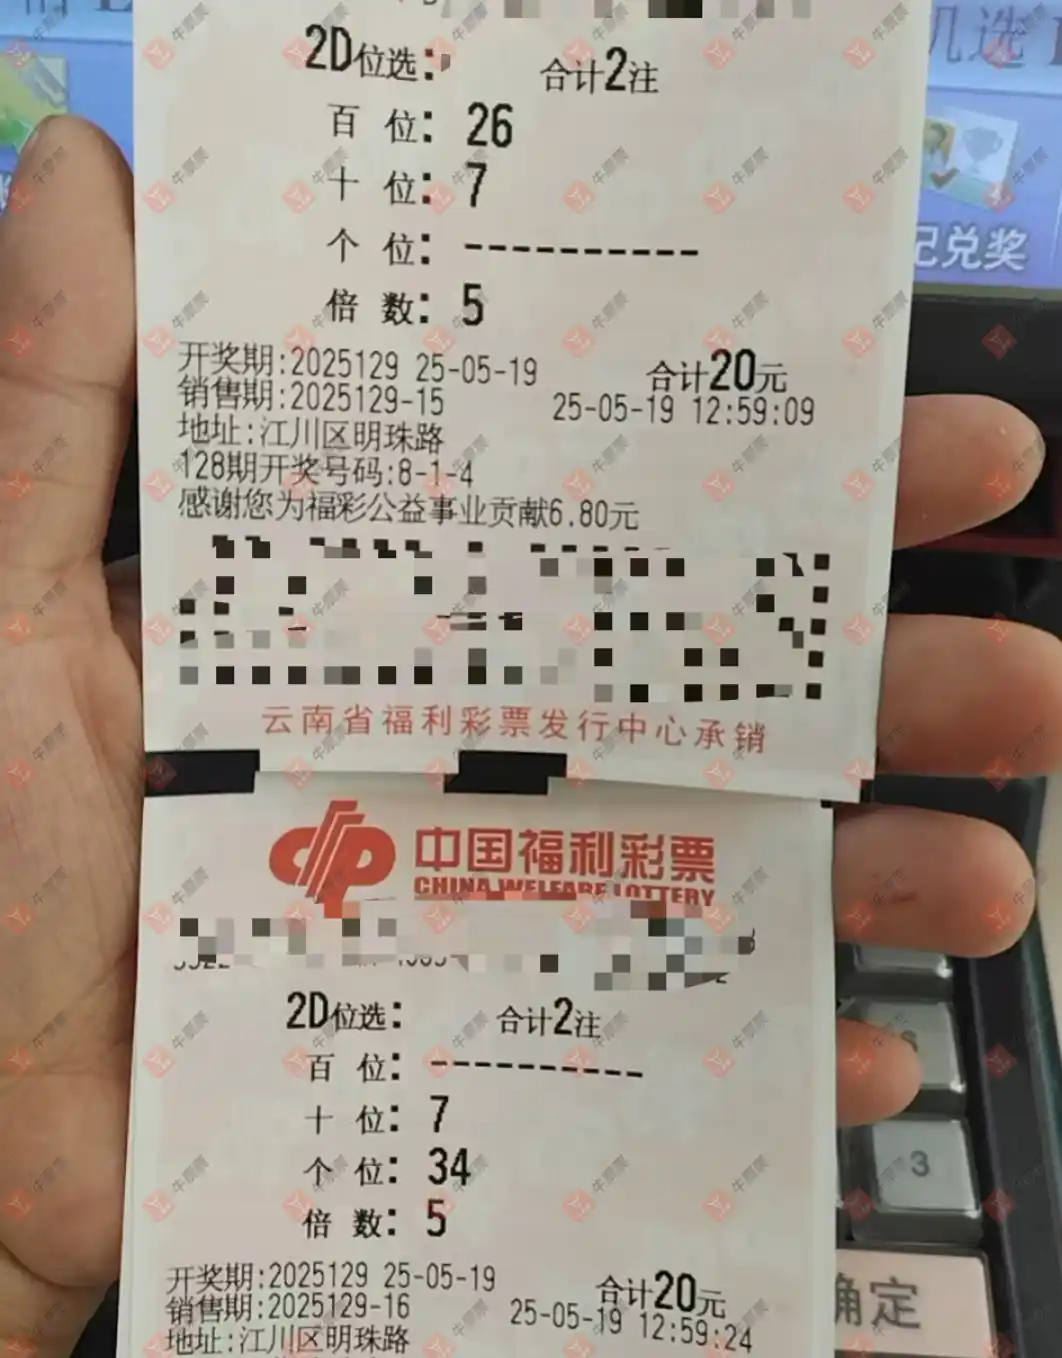 机选
2D位选: 合计2注
百 位: 26
十 位: 7
个 位: ----------
记兑奖
倍 数: 5
开奖期:2025129 25-05-19 合计20元
销售期:2025129-15 25-05-19 12:59:09
地址:江川区明珠路
128期开奖号码:8-1-4
感谢您为福彩公益事业贡献6.80元
云南省福利彩票发行中心承销
中国福利彩票
CHINA WELFARE LOTTERY
2D位选: 合计2注
百 位: ----------
十 位: 7
个 位: 34
3
倍 数: 5
开奖期:2025129 25-05-19 合计20元
销售期:2025129-16 25-05-19 12:59:24
地址:江川区明珠路
确定
牛彩票